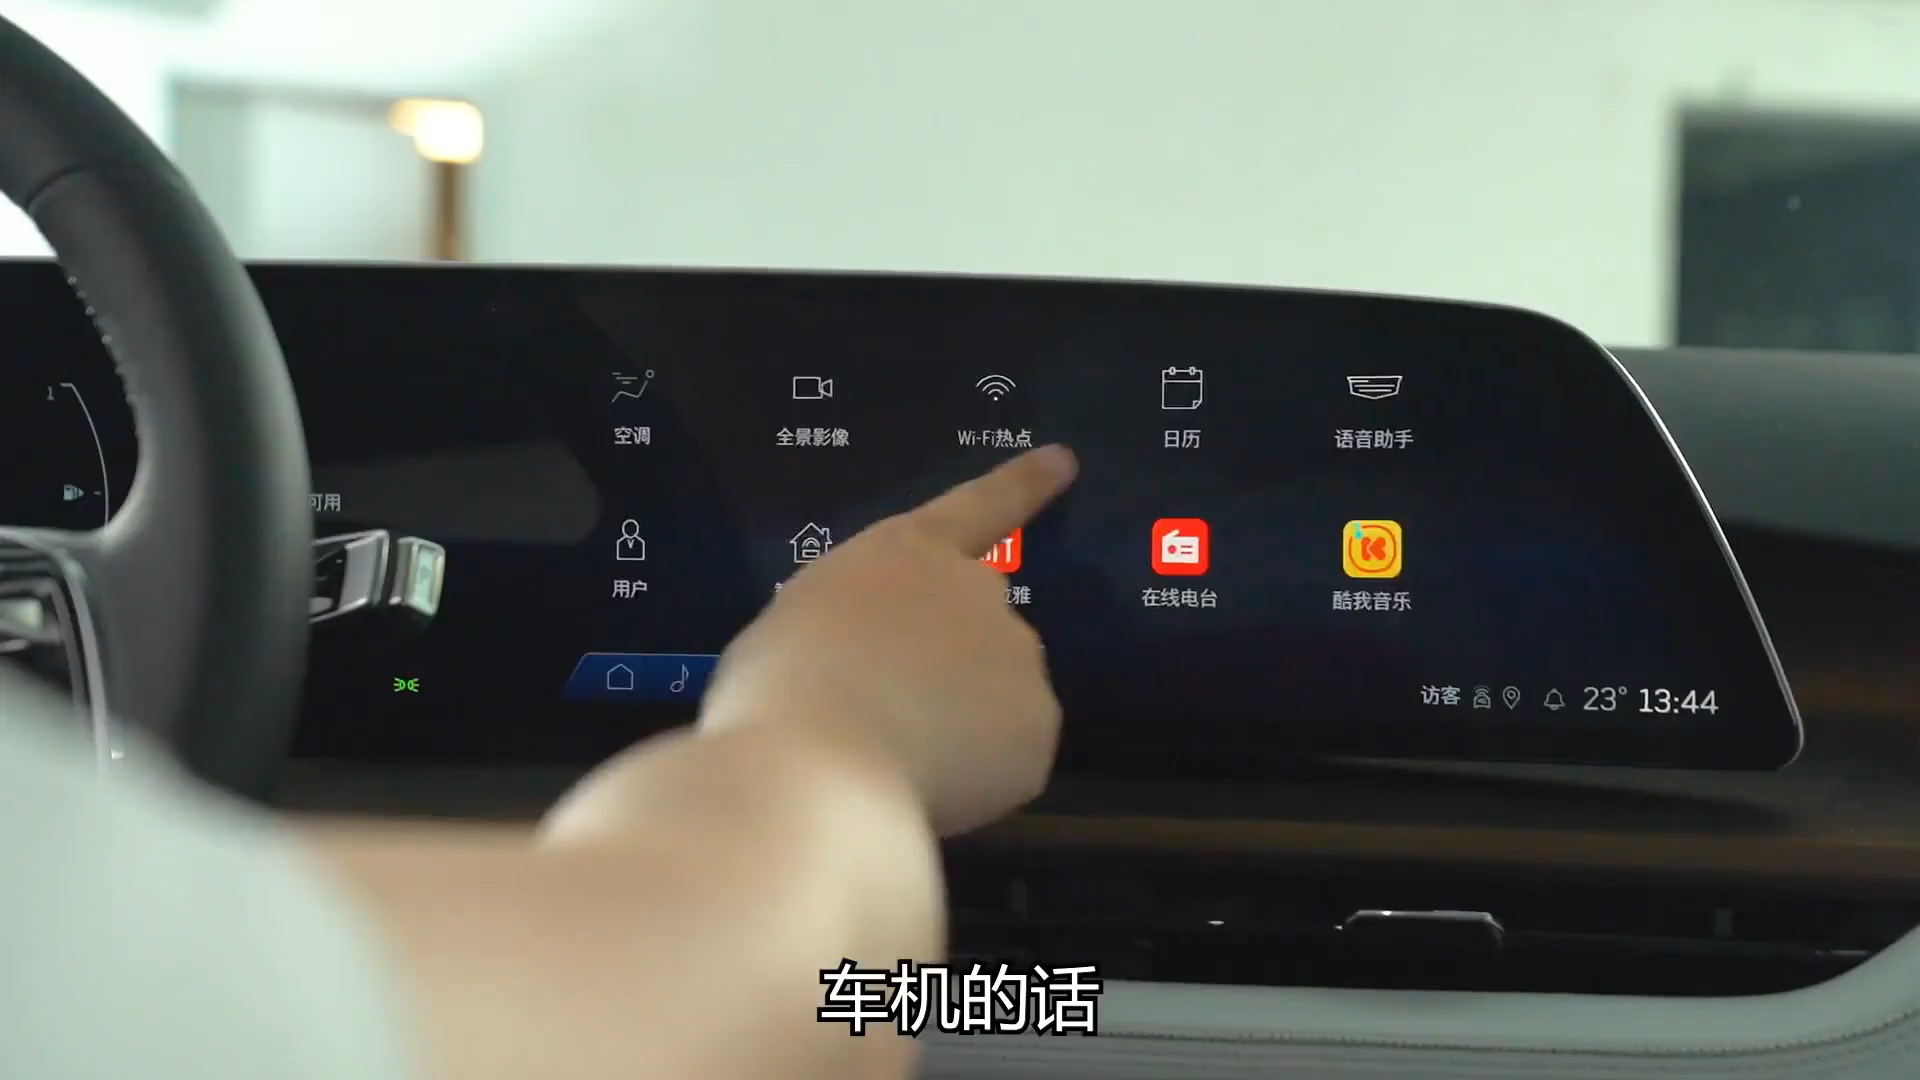 空调
全景影像
Wi-Fi热点
日历
语音助手
可用
用户
在线电台
酷我音乐
访客
23° 13:44
车机的话